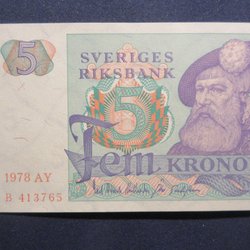 5
SVERIGES
RIKSBANK
5
Fem KRONOR
1978 AY
B 413765